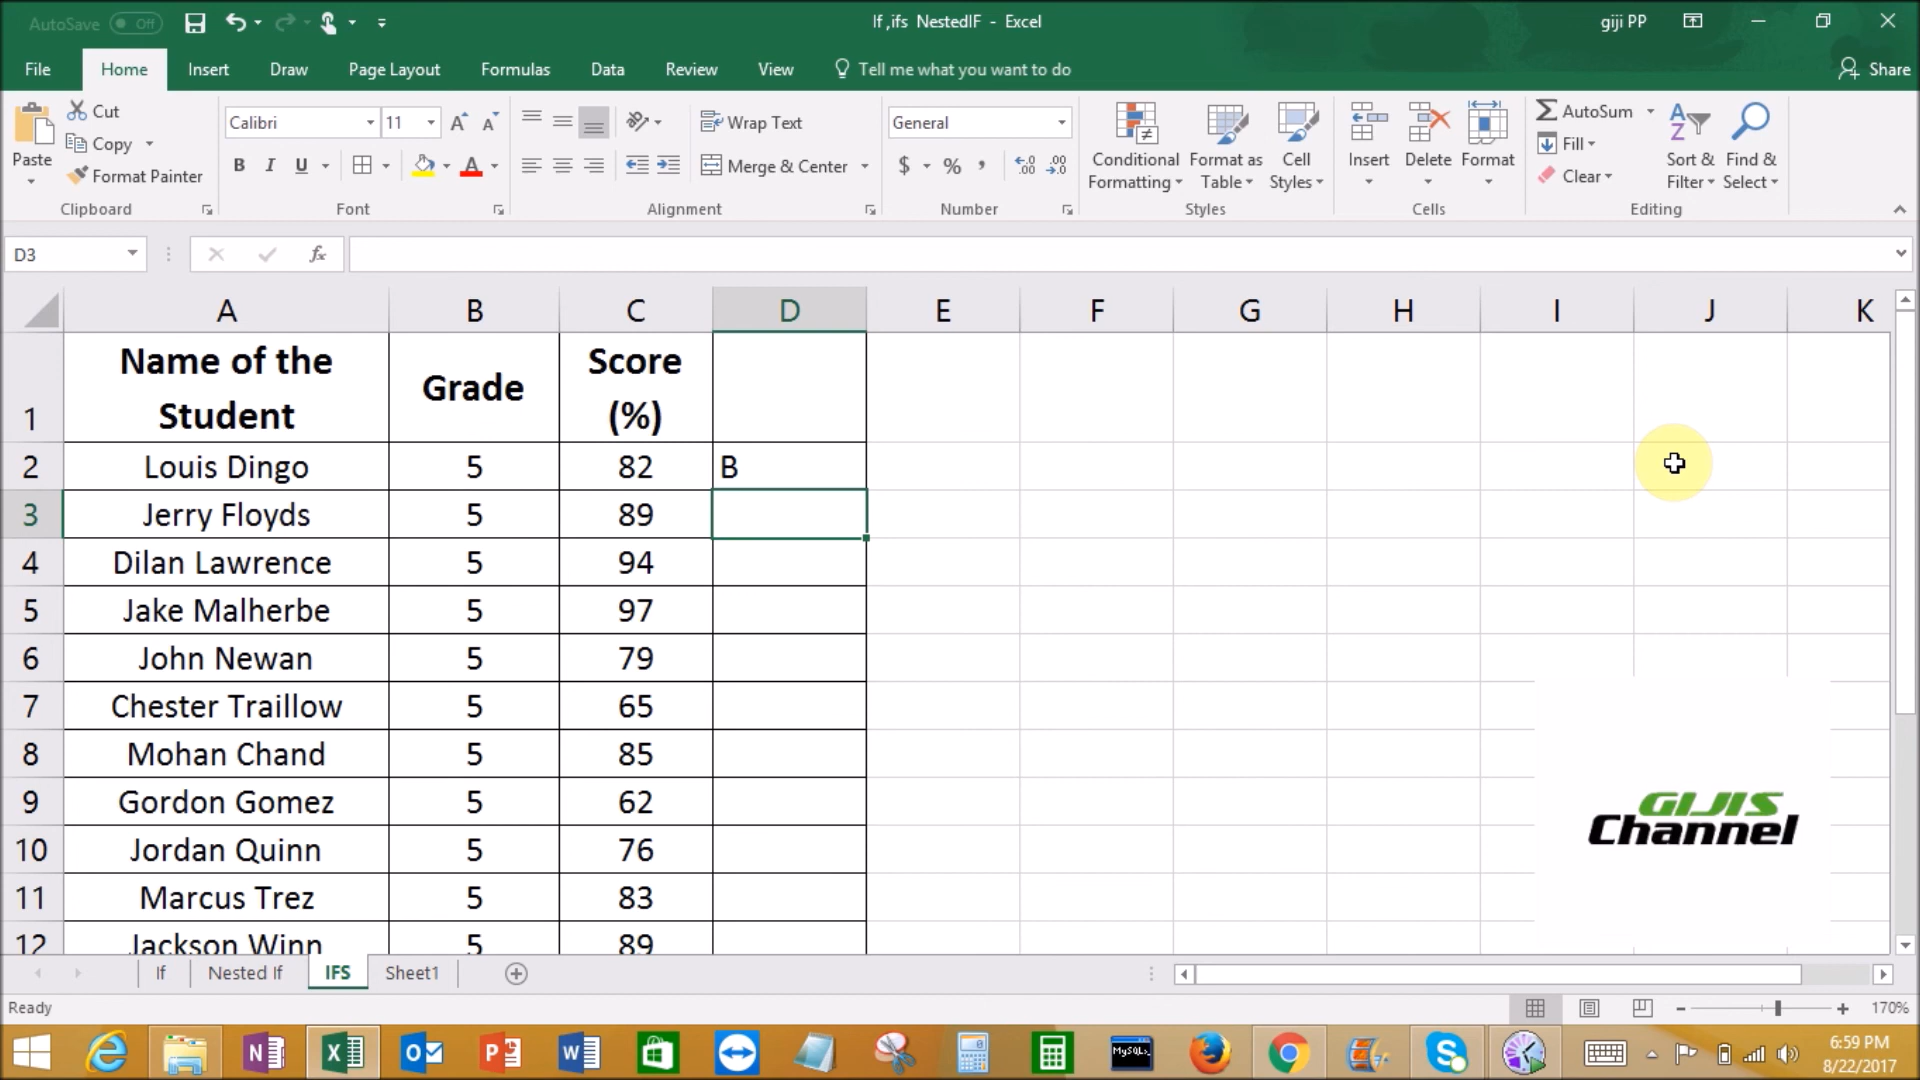 AutoSave Off If ,ifs NestedIF - Excel giji PP
File Home Insert Draw Page Layout Formulas Data Review View Tell me what you want to do Share
Paste Cut Copy Format Painter Clipboard
Calibri 11 A A B I U A Font
Wrap Text Merge & Center Alignment
General $ % , .00 .00 Number
Conditional Formatting Format as Table Cell Styles Styles
Insert Delete Format Cells
AutoSum Fill Clear Sort & Filter Find & Select Editing
D3 fx
A B C D E F G H I J K
1 Name of the Student Grade Score (%)
2 Louis Dingo 5 82 B
3 Jerry Floyds 5 89
4 Dilan Lawrence 5 94
5 Jake Malherbe 5 97
6 John Newan 5 79
7 Chester Traillow 5 65
8 Mohan Chand 5 85
9 Gordon Gomez 5 62
10 Jordan Quinn 5 76
11 Marcus Trez 5 83
12 Jackson Winn 5 89
GIJIS
Channel
If Nested If IFS Sheet1
Ready 170%
6:59 PM
8/22/2017